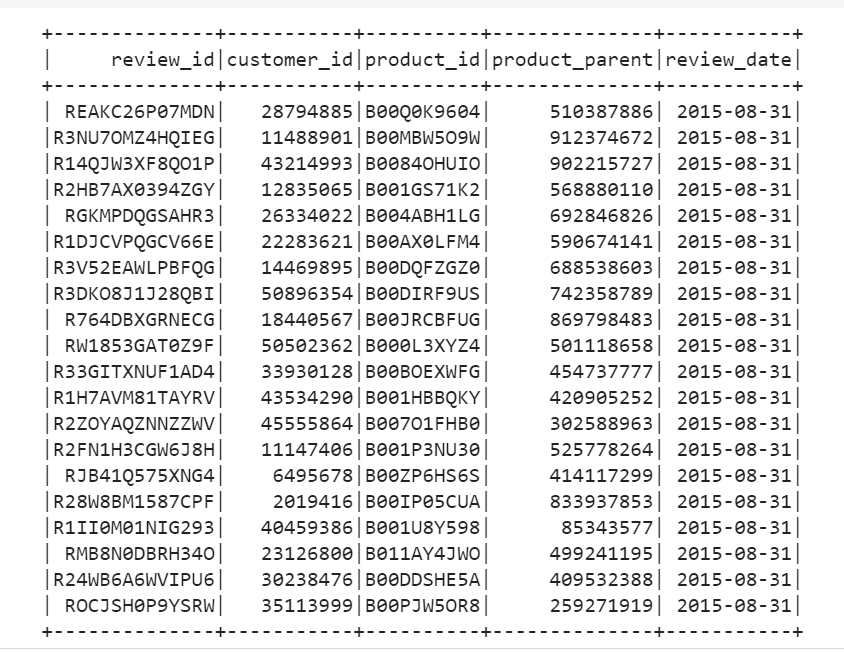 +--------------+-----------+----------+--------------+-----------+
|     review_id|customer_id|product_id|product_parent|review_date|
+--------------+-----------+----------+--------------+-----------+
| REAKC26P07MDN|   28794885|B00Q0K9604|     510387886| 2015-08-31|
|R3NU7OMZ4HQIEG|   11488901|B00MBW5O9W|     912374672| 2015-08-31|
|R14QJW3XF8QO1P|   43214993|B0084OHUIO|     902215727| 2015-08-31|
|R2HB7AX0394ZGY|   12835065|B001GS71K2|     568880110| 2015-08-31|
| RGKMPDQGSAHR3|   26334022|B004ABH1LG|     692846826| 2015-08-31|
|R1DJCVPQGCV66E|   22283621|B00AX0LFM4|     590674141| 2015-08-31|
|R3V52EAWLPBFQG|   14469895|B00DQFZGZ0|     688538603| 2015-08-31|
|R3DKO8J1J28QBI|   50896354|B00DIRF9US|     742358789| 2015-08-31|
| R764DBXGRNECG|   18440567|B00JRCBFUG|     869798483| 2015-08-31|
| RW1853GAT0Z9F|   50502362|B000L3XYZ4|     501118658| 2015-08-31|
|R33GITXNUF1AD4|   33930128|B00BOEXWFG|     454737777| 2015-08-31|
|R1H7AVM81TAYRV|   43534290|B001HBBQKY|     420905252| 2015-08-31|
|R2ZOYAQZNNZZWV|   45555864|B007O1FHB0|     302588963| 2015-08-31|
|R2FN1H3CGW6J8H|   11147406|B001P3NU30|     525778264| 2015-08-31|
| RJB41Q575XNG4|    6495678|B00ZP6HS6S|     414117299| 2015-08-31|
|R28W8BM1587CPF|    2019416|B00IP05CUA|     833937853| 2015-08-31|
|R1II0M01NIG293|   40459386|B001U8Y598|      85343577| 2015-08-31|
| RMB8N0DBRH34O|   23126800|B011AY4JWO|     499241195| 2015-08-31|
|R24WB6A6WVIPU6|   30238476|B00DDSHE5A|     409532388| 2015-08-31|
| ROCJSH0P9YSRW|   35113999|B00PJW5OR8|     259271919| 2015-08-31|
+--------------+-----------+----------+--------------+-----------+